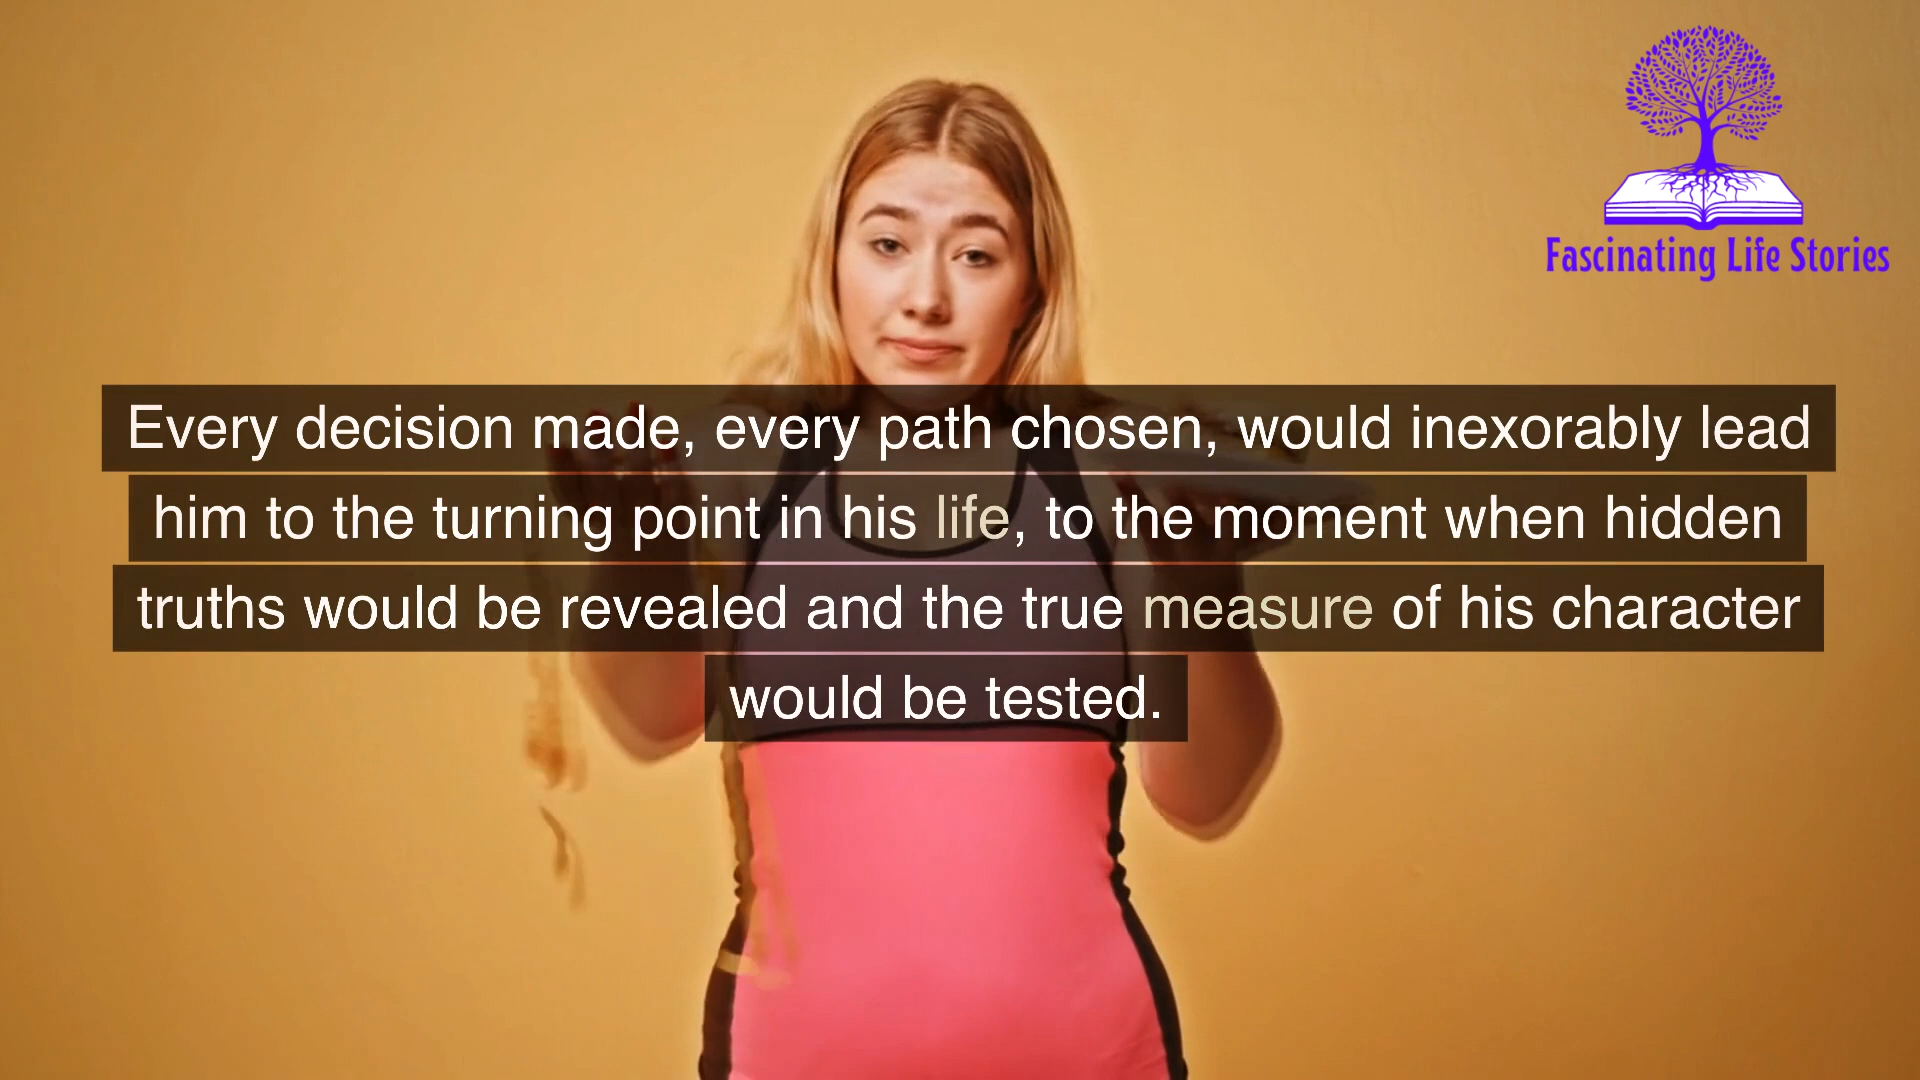 Fascinating Life Stories
Every decision made, every path chosen, would inexorably lead
him to the turning point in his life, to the moment when hidden
truths would be revealed and the true measure of his character
would be tested.